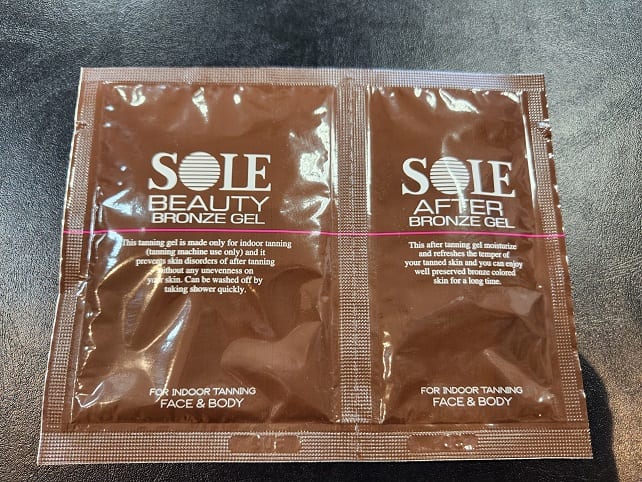 SOLE
BEAUTY
BRONZE GEL
This tanning gel is made only for indoor tanning
(tanning machine use only) and it
prevents skin disorders of after tanning
without any unevenness on
your skin. Can be washed off by
taking shower quickly.
FOR INDOOR TANNING
FACE & BODY
SOLE
AFTER
BRONZE GEL
This after tanning gel moisturize
and refreshes the temper of
your tanned skin and you can enjoy
well preserved bronze colored
skin for a long time.
FOR INDOOR TANNING
FACE & BODY